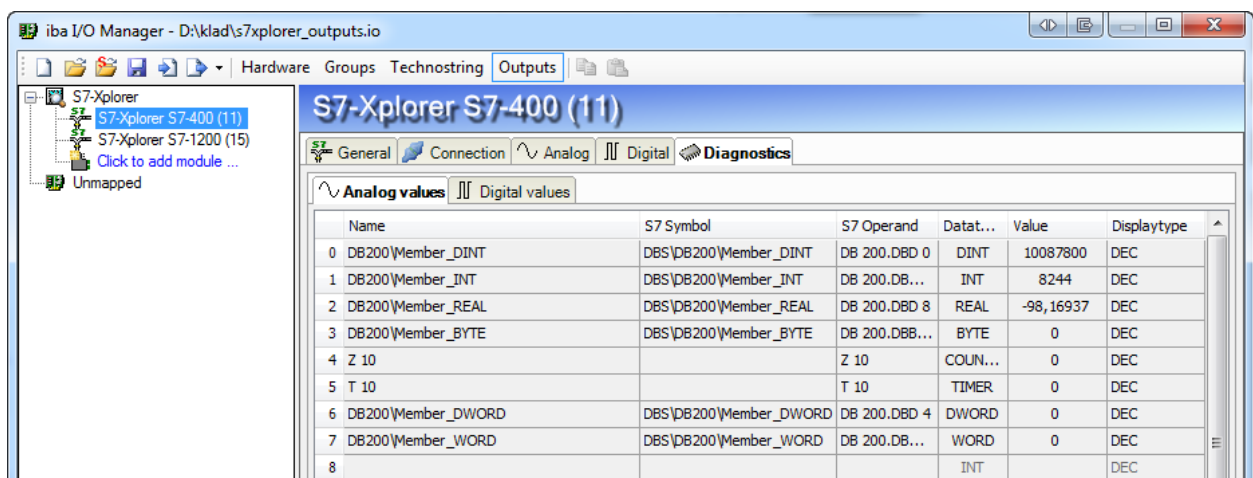 iba I/O Manager - D:\klad\s7xplorer_outputs.io
Hardware Groups Technostring Outputs
S7-Xplorer
S7-Xplorer S7-400 (11)
S7-Xplorer S7-1200 (15)
Click to add module ...
Unmapped
S7-Xplorer S7-400 (11)
General Connection Analog Digital Diagnostics
Analog values Digital values
Name S7 Symbol S7 Operand Datat... Value Displaytype
0 DB200\Member_DINT DBS\DB200\Member_DINT DB 200.DBD 0 DINT 10087800 DEC
1 DB200\Member_INT DBS\DB200\Member_INT DB 200.DB... INT 8244 DEC
2 DB200\Member_REAL DBS\DB200\Member_REAL DB 200.DBD 8 REAL -98,16937 DEC
3 DB200\Member_BYTE DBS\DB200\Member_BYTE DB 200.DBB... BYTE 0 DEC
4 Z 10 Z 10 COUN... 0 DEC
5 T 10 T 10 TIMER 0 DEC
6 DB200\Member_DWORD DBS\DB200\Member_DWORD DB 200.DBD 4 DWORD 0 DEC
7 DB200\Member_WORD DBS\DB200\Member_WORD DB 200.DB... WORD 0 DEC
8 INT DEC